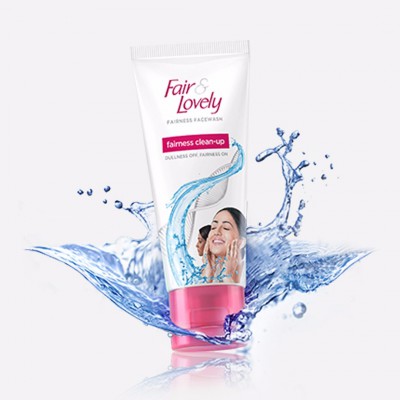 Fair &
Lovely
FAIRNESS FACEWASH
fairness clean-up
DULLNESS OFF, FAIRNESS ON